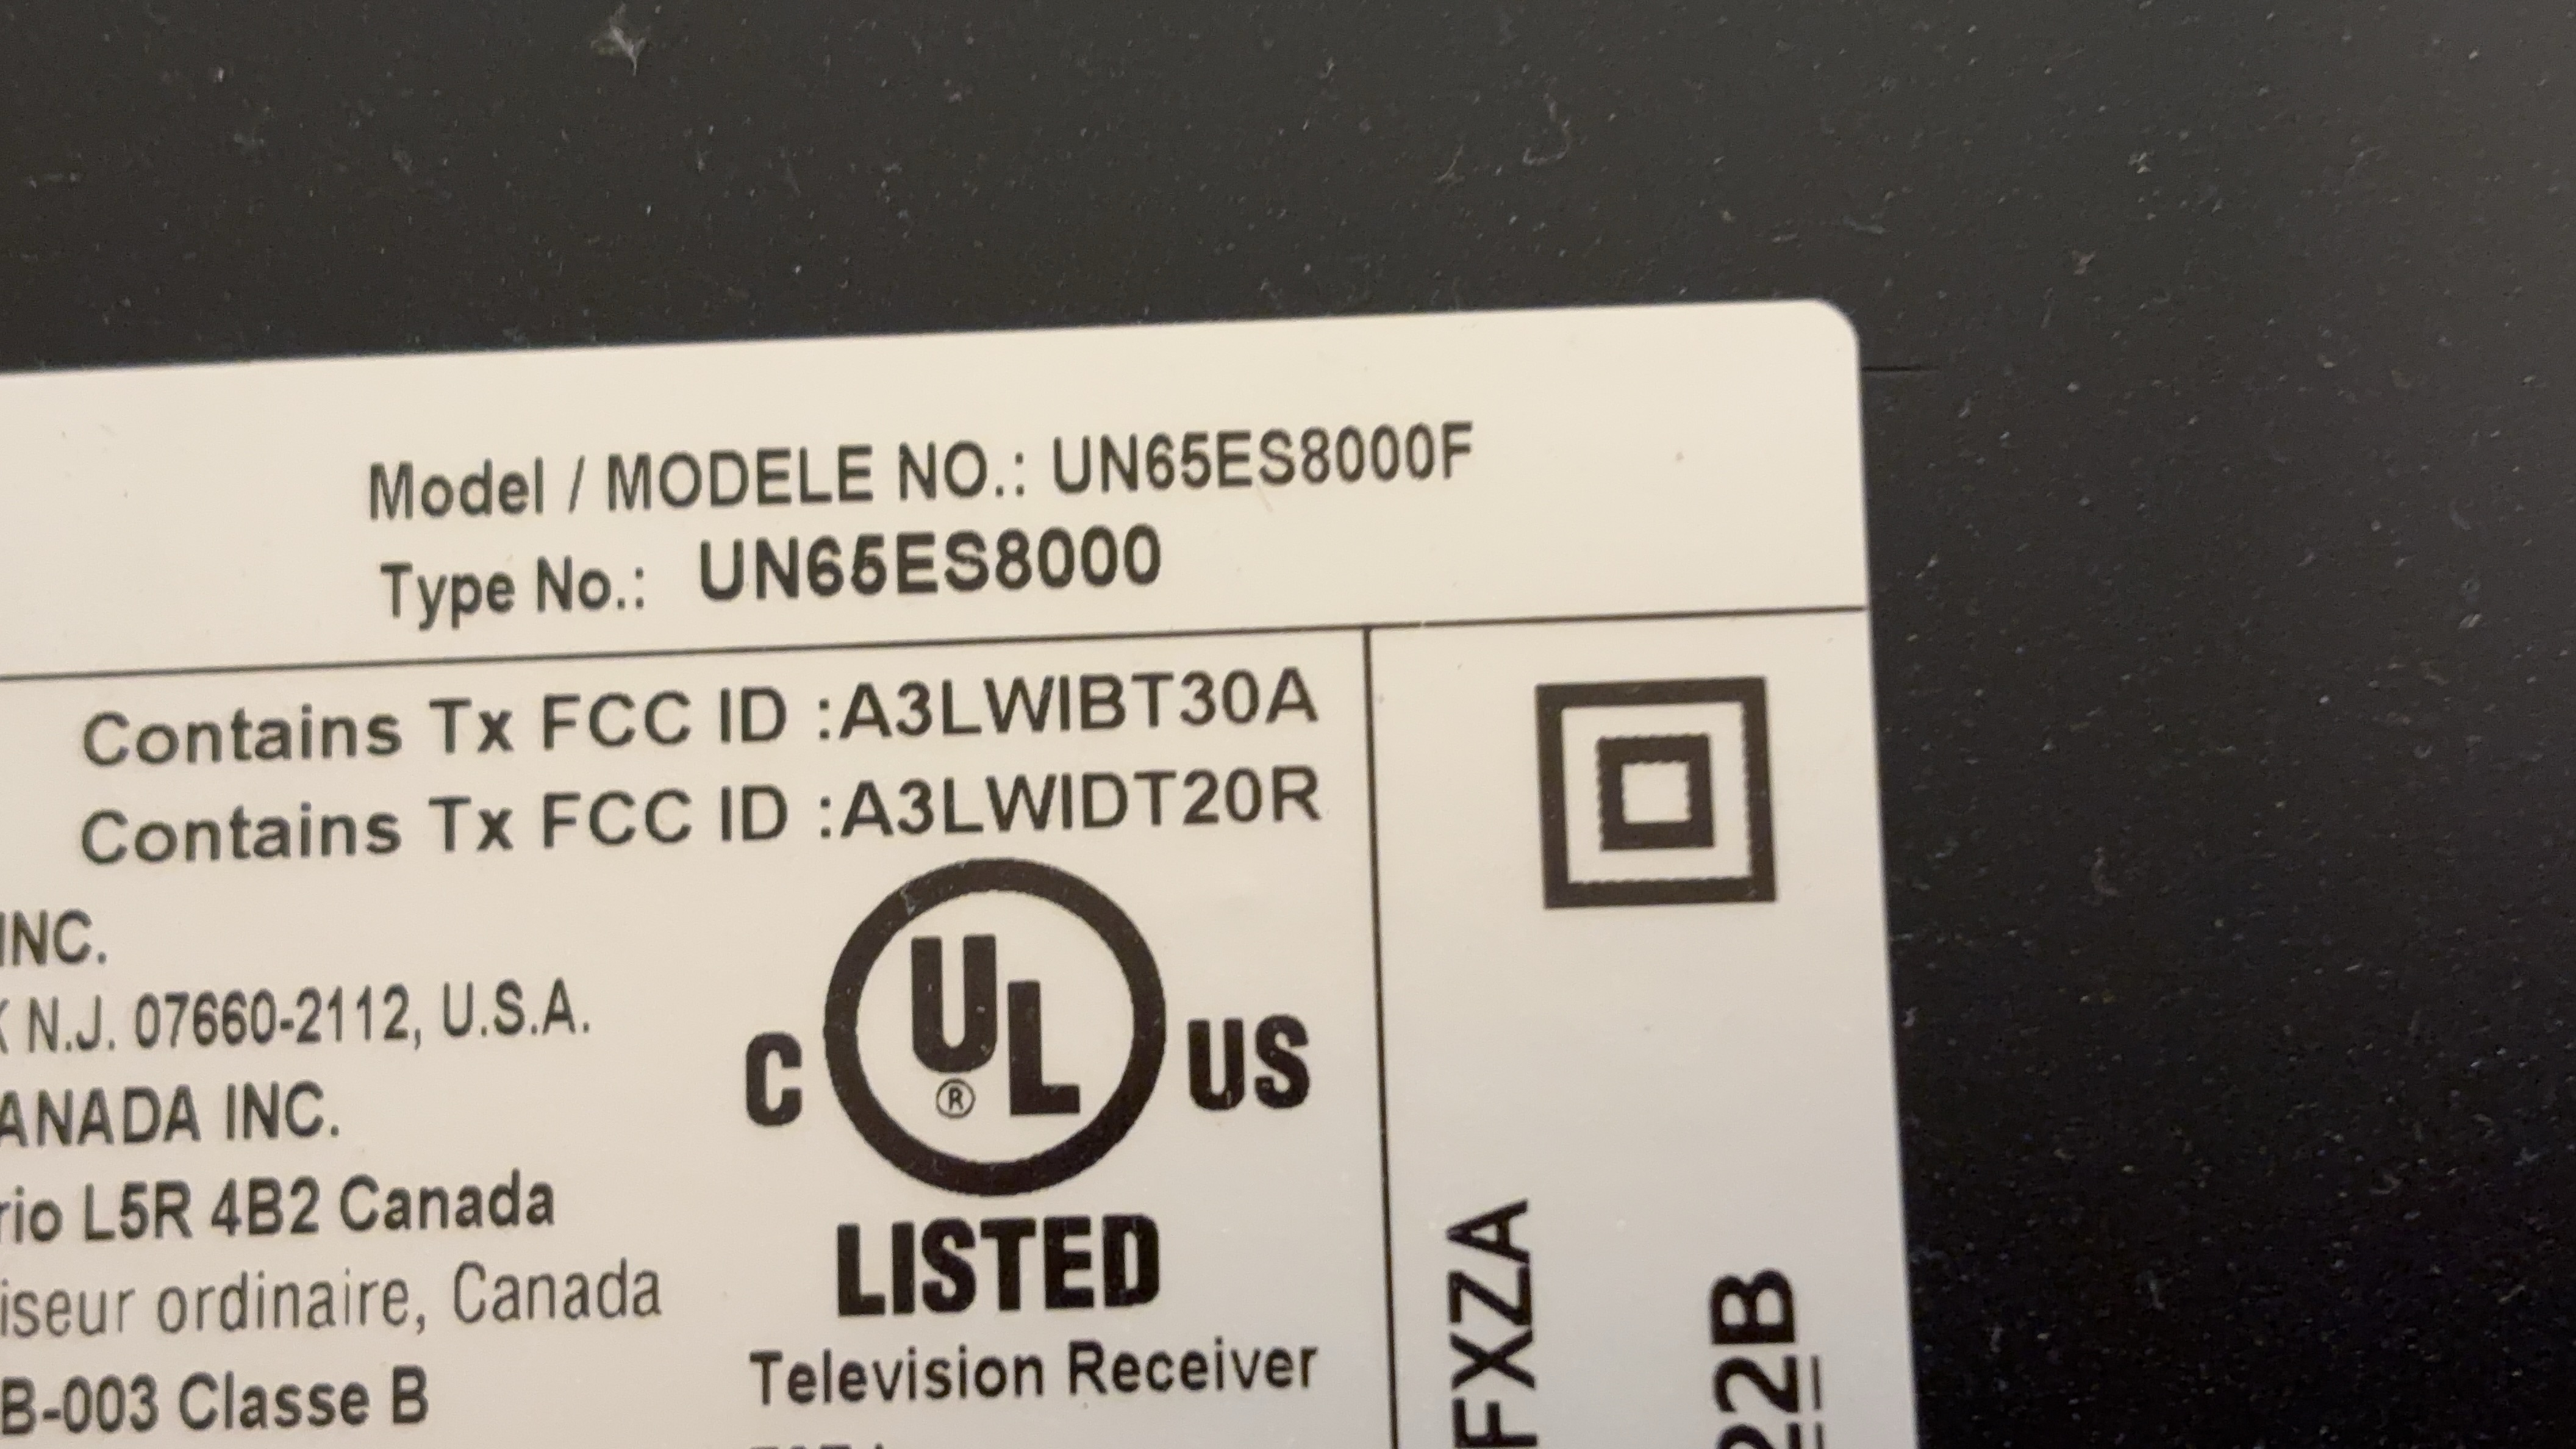 Model / MODELE NO.: UN65ES8000F
Type No.: UN65ES8000
Contains Tx FCC ID :A3LWIBT30A
Contains Tx FCC ID :A3LWIDT20R
INC.
N.J. 07660-2112, U.S.A.
ANADA INC.
rio L5R 4B2 Canada
iseur ordinaire, Canada
B-003 Classe B
C UL® US
LISTED
Television Receiver
FXZA
22B